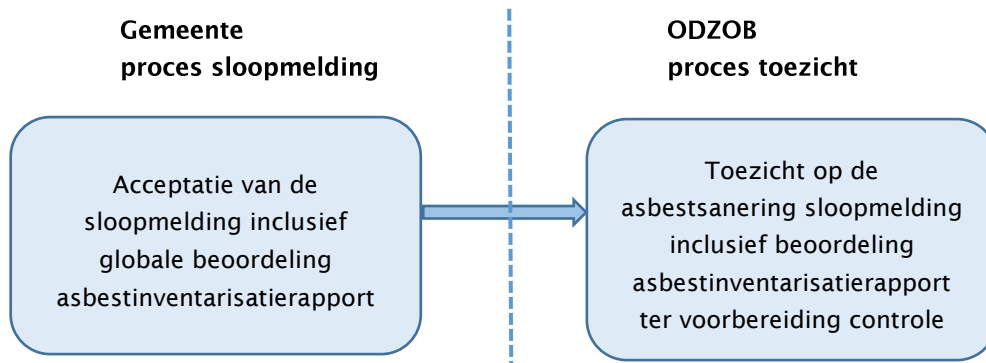 Gemeente
proces sloopmelding
Acceptatie van de
sloopmelding inclusief
globale beoordeling
asbestinventarisatierapport
ODZOB
proces toezicht
Toezicht op de
asbestsanering sloopmelding
inclusief beoordeling
asbestinventarisatierapport
ter voorbereiding controle